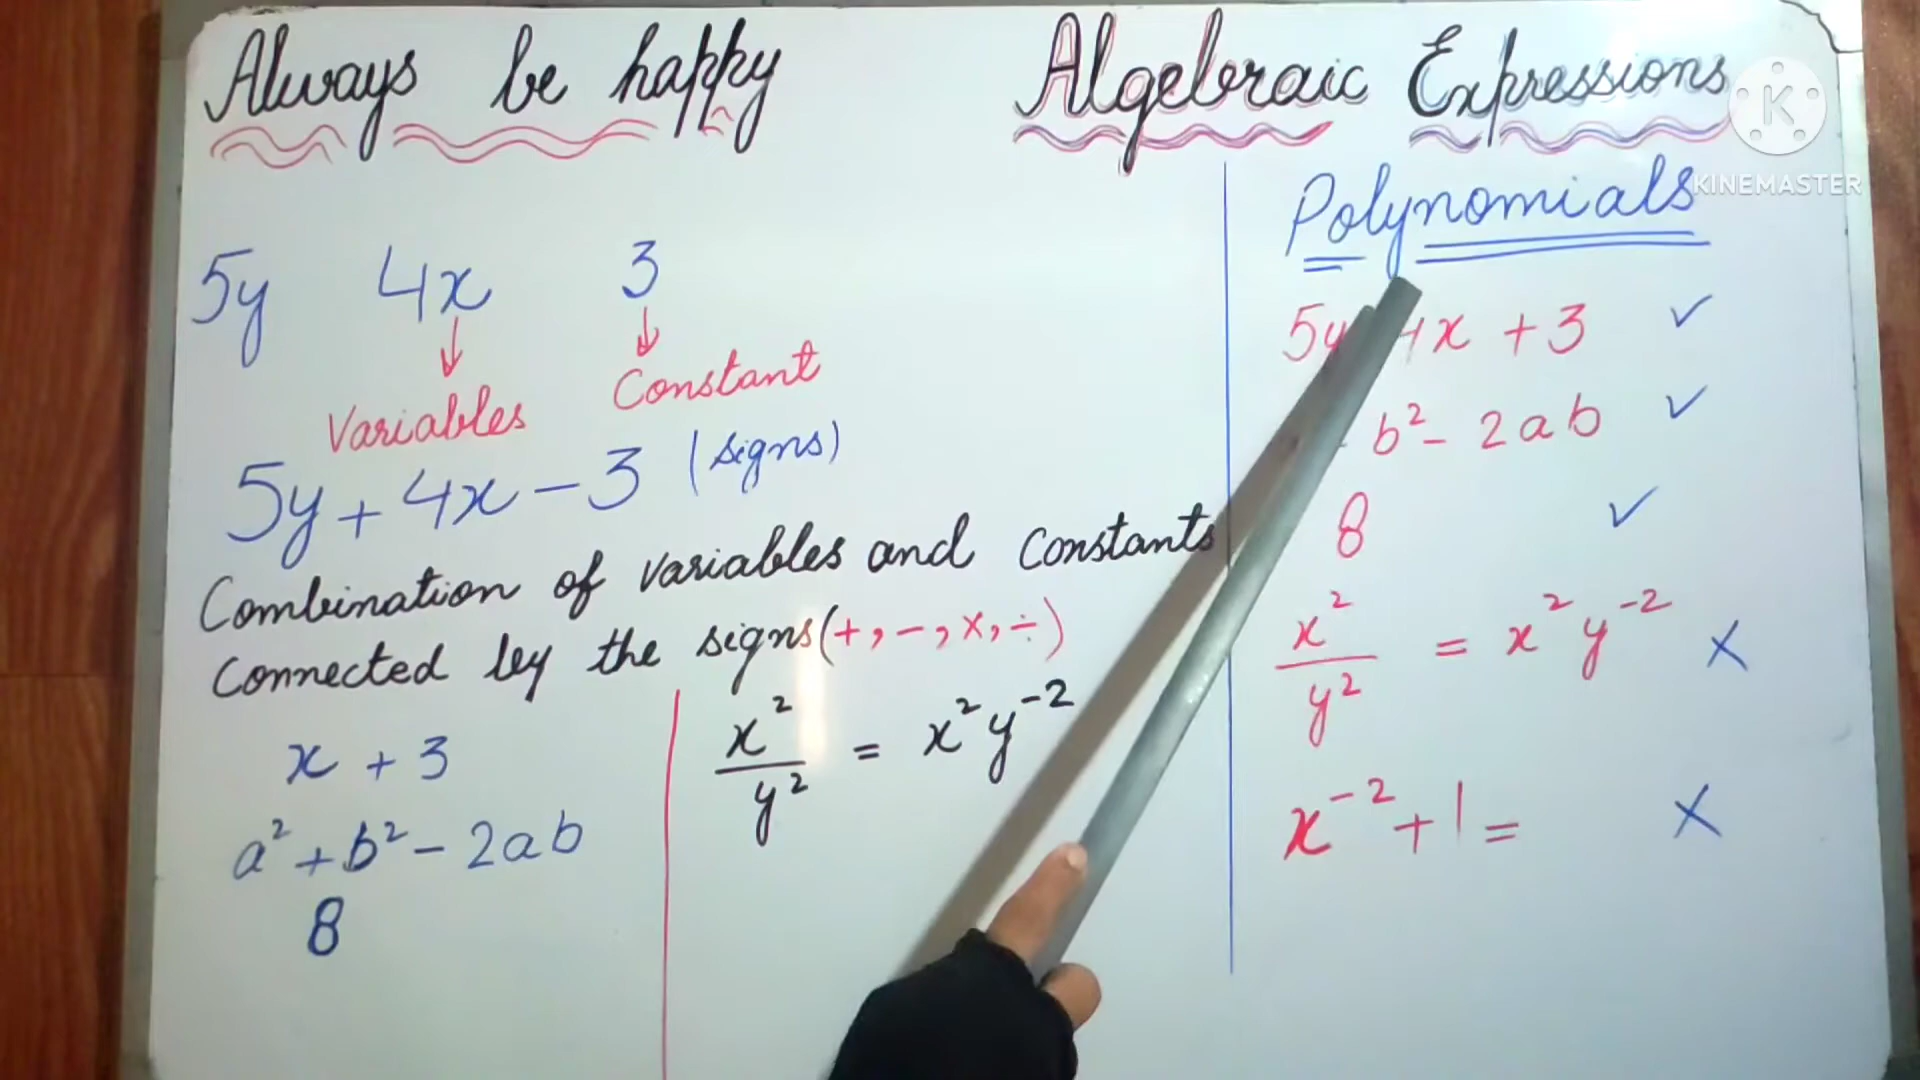 Always be happy
Algebraic Expressions
K
KINEMASTER
5y 4x 3
Variables
Constant
5y + 4x - 3 (signs)
Combination of variables and constants
connected by the signs (+, -, x, ÷)
x + 3
a² + b² - 2ab
8
x²/y² = x²y⁻²
Polynomials
5y 4x + 3 ✓
b² - 2ab ✓
8 ✓
x²/y² = x²y⁻² X
x⁻² + 1 = X